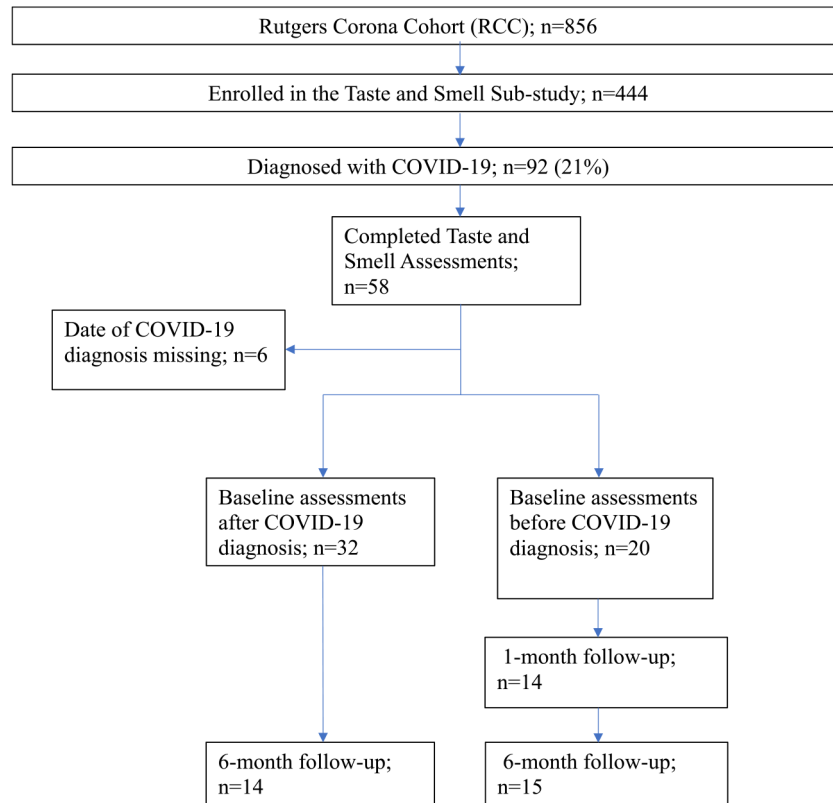 Rutgers Corona Cohort (RCC); n=856
Enrolled in the Taste and Smell Sub-study; n=444
Diagnosed with COVID-19; n=92 (21%)
Completed Taste and
Smell Assessments;
n=58
Date of COVID-19
diagnosis missing; n=6
Baseline assessments
after COVID-19
diagnosis; n=32
Baseline assessments
before COVID-19
diagnosis; n=20
1-month follow-up;
n=14
6-month follow-up;
n=14
6-month follow-up;
n=15